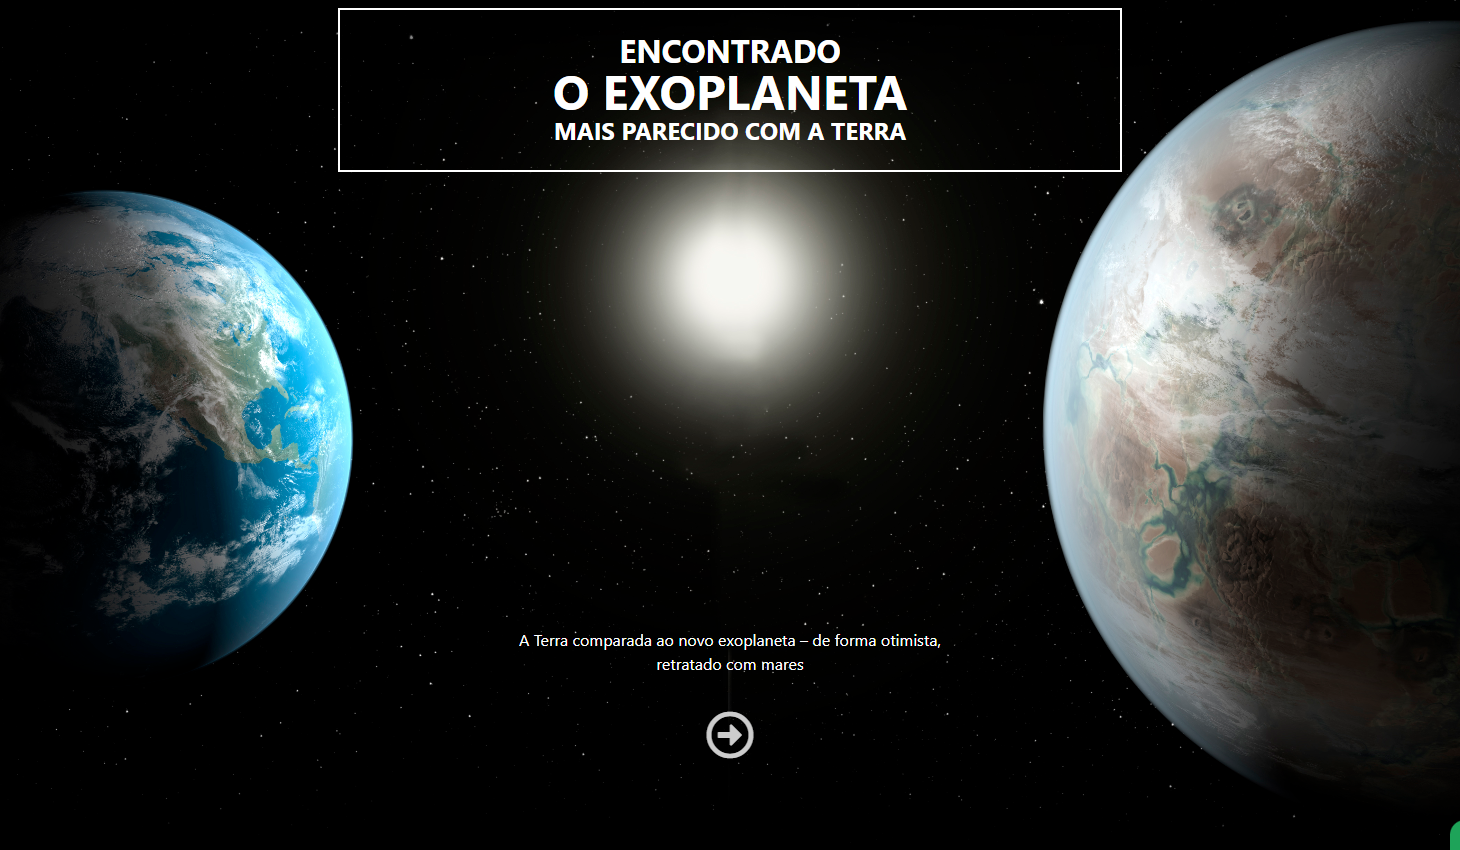 ENCONTRADO
O EXOPLANETA
MAIS PARECIDO COM A TERRA
A Terra comparada ao novo exoplaneta – de forma otimista,
retratado com mares